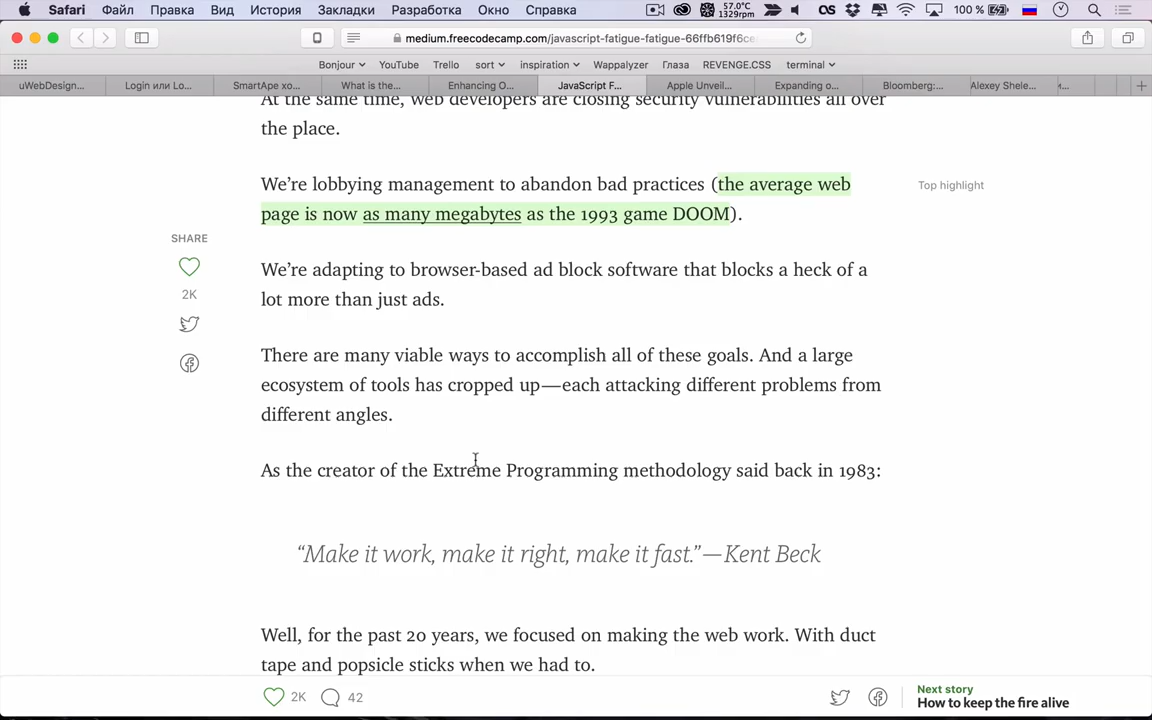 Safari Файл Правка Вид История Закладки Разработка Окно Справка 57.0°C 1329rpm 100 %
medium.freecodecamp.com/javascript-fatigue-fatigue-66ffb619f6ce
Bonjour YouTube Trello sort inspiration Wappalyzer Глаза REVENGE.CSS terminal
uWebDesign... Login или Lo... SmartApe хо... What is the... Enhancing O... JavaScript F... Apple Unveil... Expanding o... Bloomberg:... Alexey Shele...
At the same time, web developers are closing security vulnerabilities all over
the place.
We’re lobbying management to abandon bad practices (the average web
page is now as many megabytes as the 1993 game DOOM).
Top highlight
SHARE
2K
We’re adapting to browser-based ad block software that blocks a heck of a
lot more than just ads.
There are many viable ways to accomplish all of these goals. And a large
ecosystem of tools has cropped up—each attacking different problems from
different angles.
As the creator of the Extreme Programming methodology said back in 1983:
“Make it work, make it right, make it fast.”—Kent Beck
Well, for the past 20 years, we focused on making the web work. With duct
tape and popsicle sticks when we had to.
2K 42
Next story
How to keep the fire alive